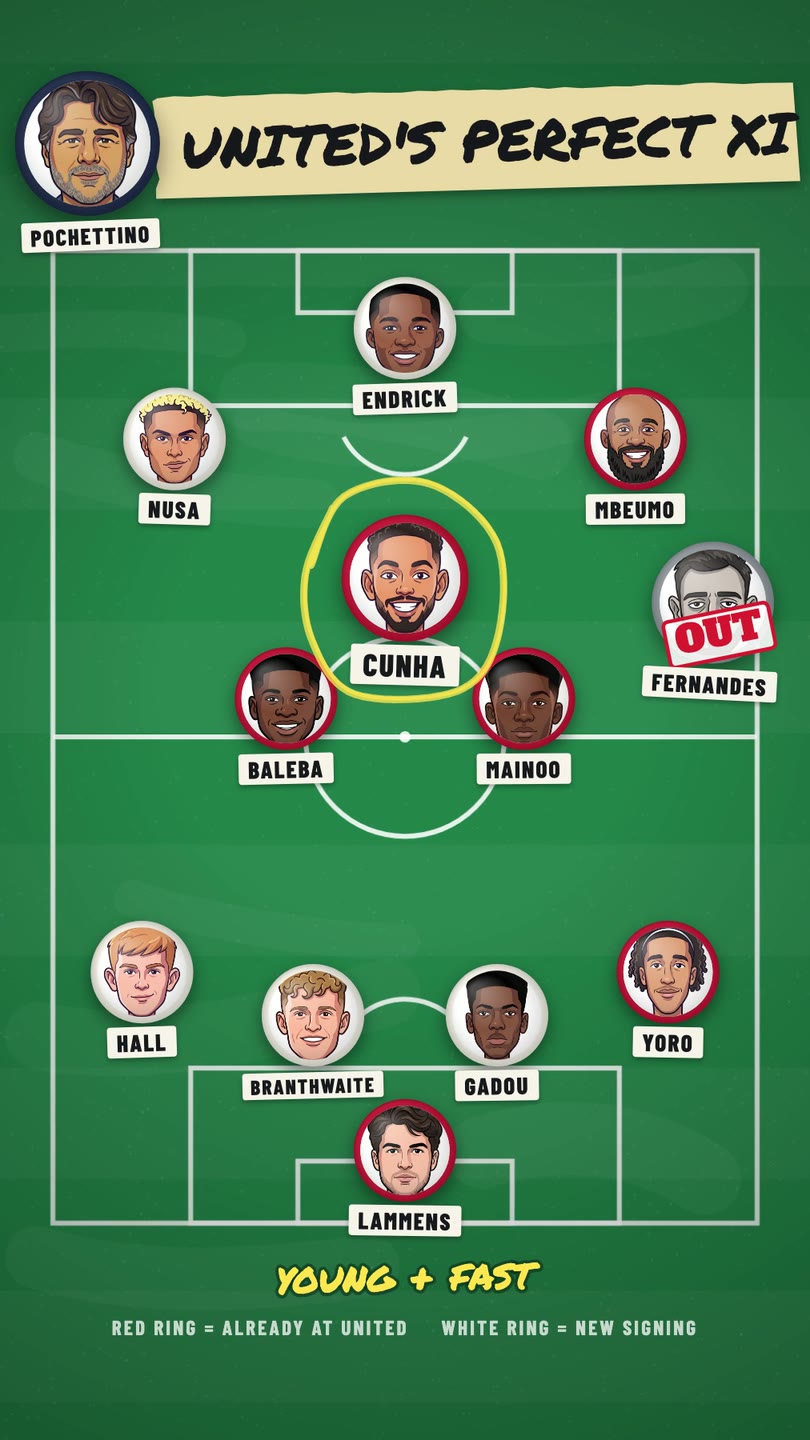 UNITED'S PERFECT XI
POCHETTINO
ENDRICK
NUSA
MBEUMO
OUT
CUNHA
FERNANDES
BALEBA
MAINOO
HALL
YORO
BRANTHWAITE
GADOU
LAMMENS
YOUNG + FAST
RED RING = ALREADY AT UNITED WHITE RING = NEW SIGNING